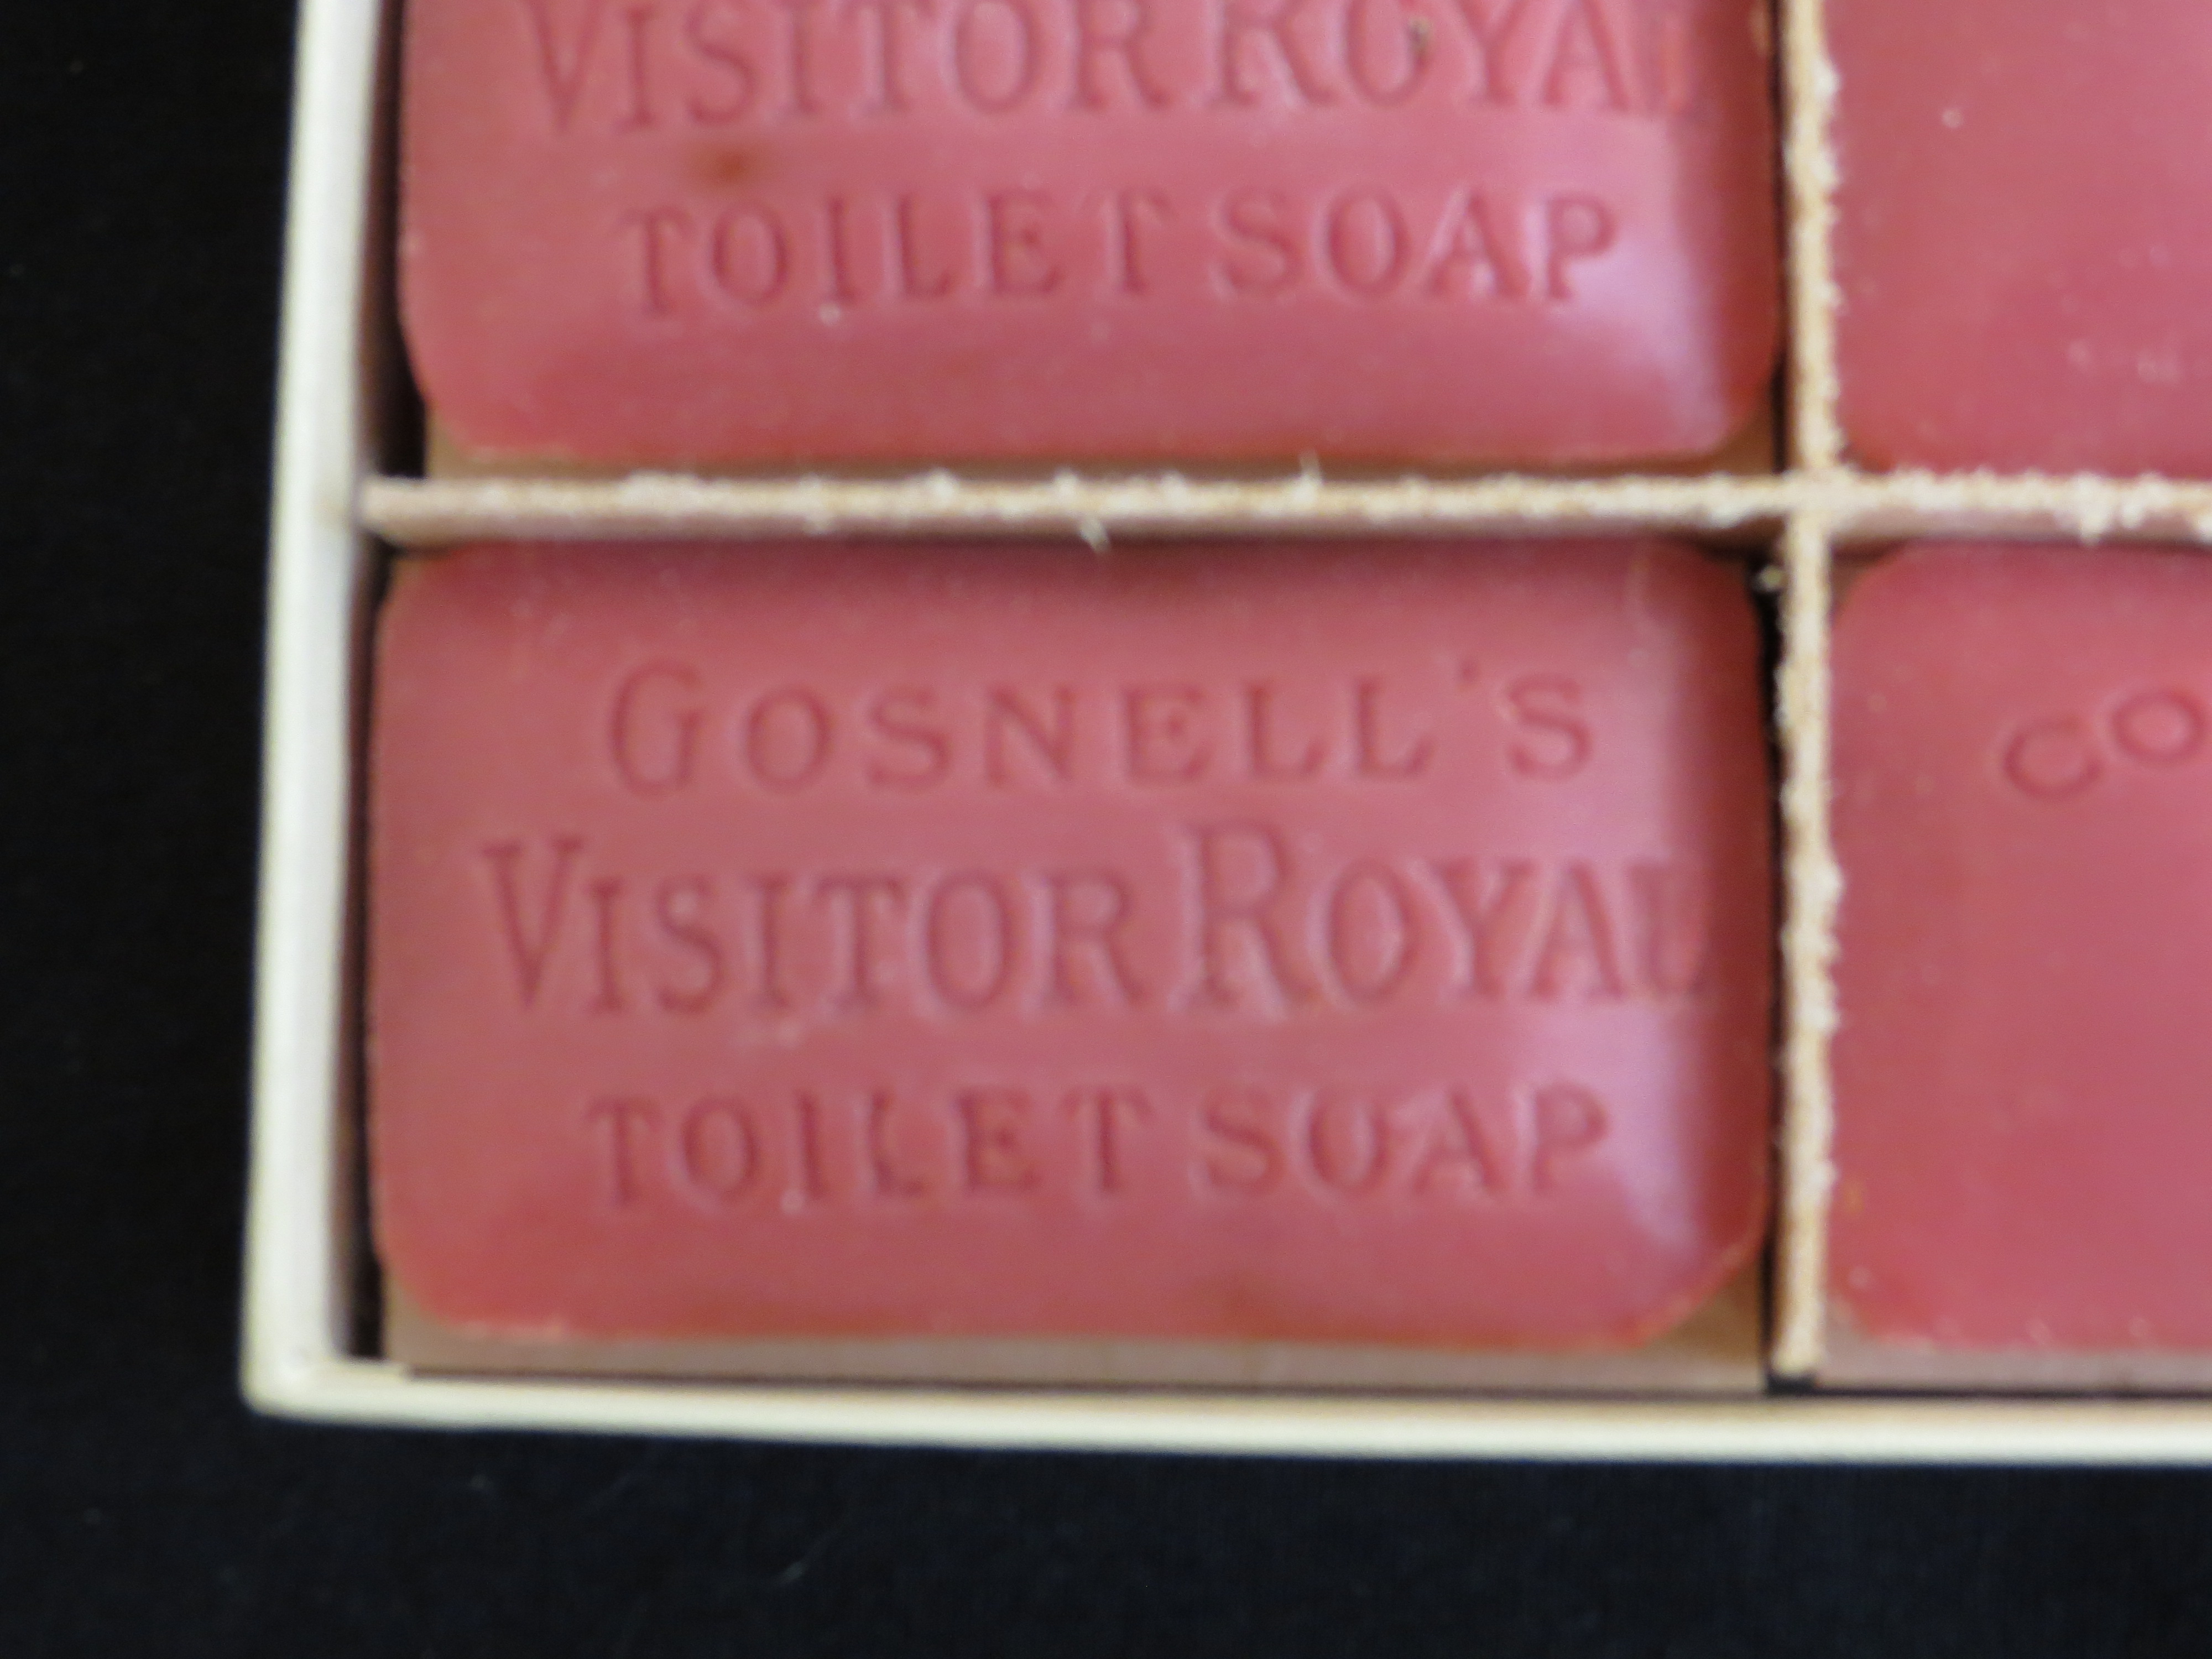 VISITOR ROYAL
TOILET SOAP
GOSNELL'S
VISITOR ROYAL
TOILET SOAP